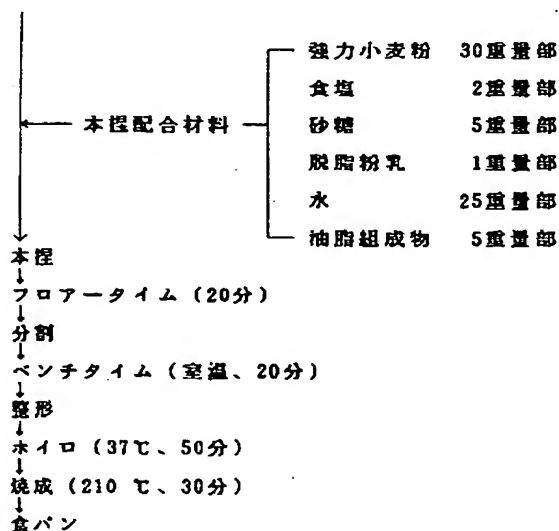 強力小麦粉 30重量部
食塩 2重量部
本捏配合材料 砂糖 5重量部
脱脂粉乳 1重量部
水 25重量部
油脂組成物 5重量部
本捏
フロアータイム (20分)
分割
ベンチタイム (室温、20分)
整形
ホイロ (37℃、50分)
焼成 (210 ℃、30分)
食パン